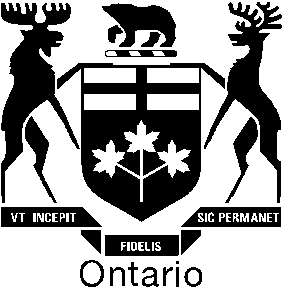 VT INCEPIT
FIDELIS
SIC PERMANET
Ontario